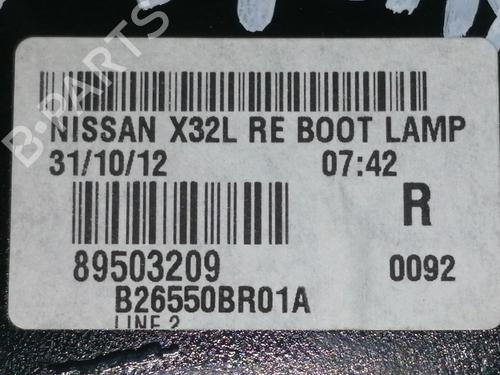 B-PARTS
NISSAN X32L RE BOOT LAMP
31/10/12 07:42
R
89503209 0092
B26550BR01A
LINE 2